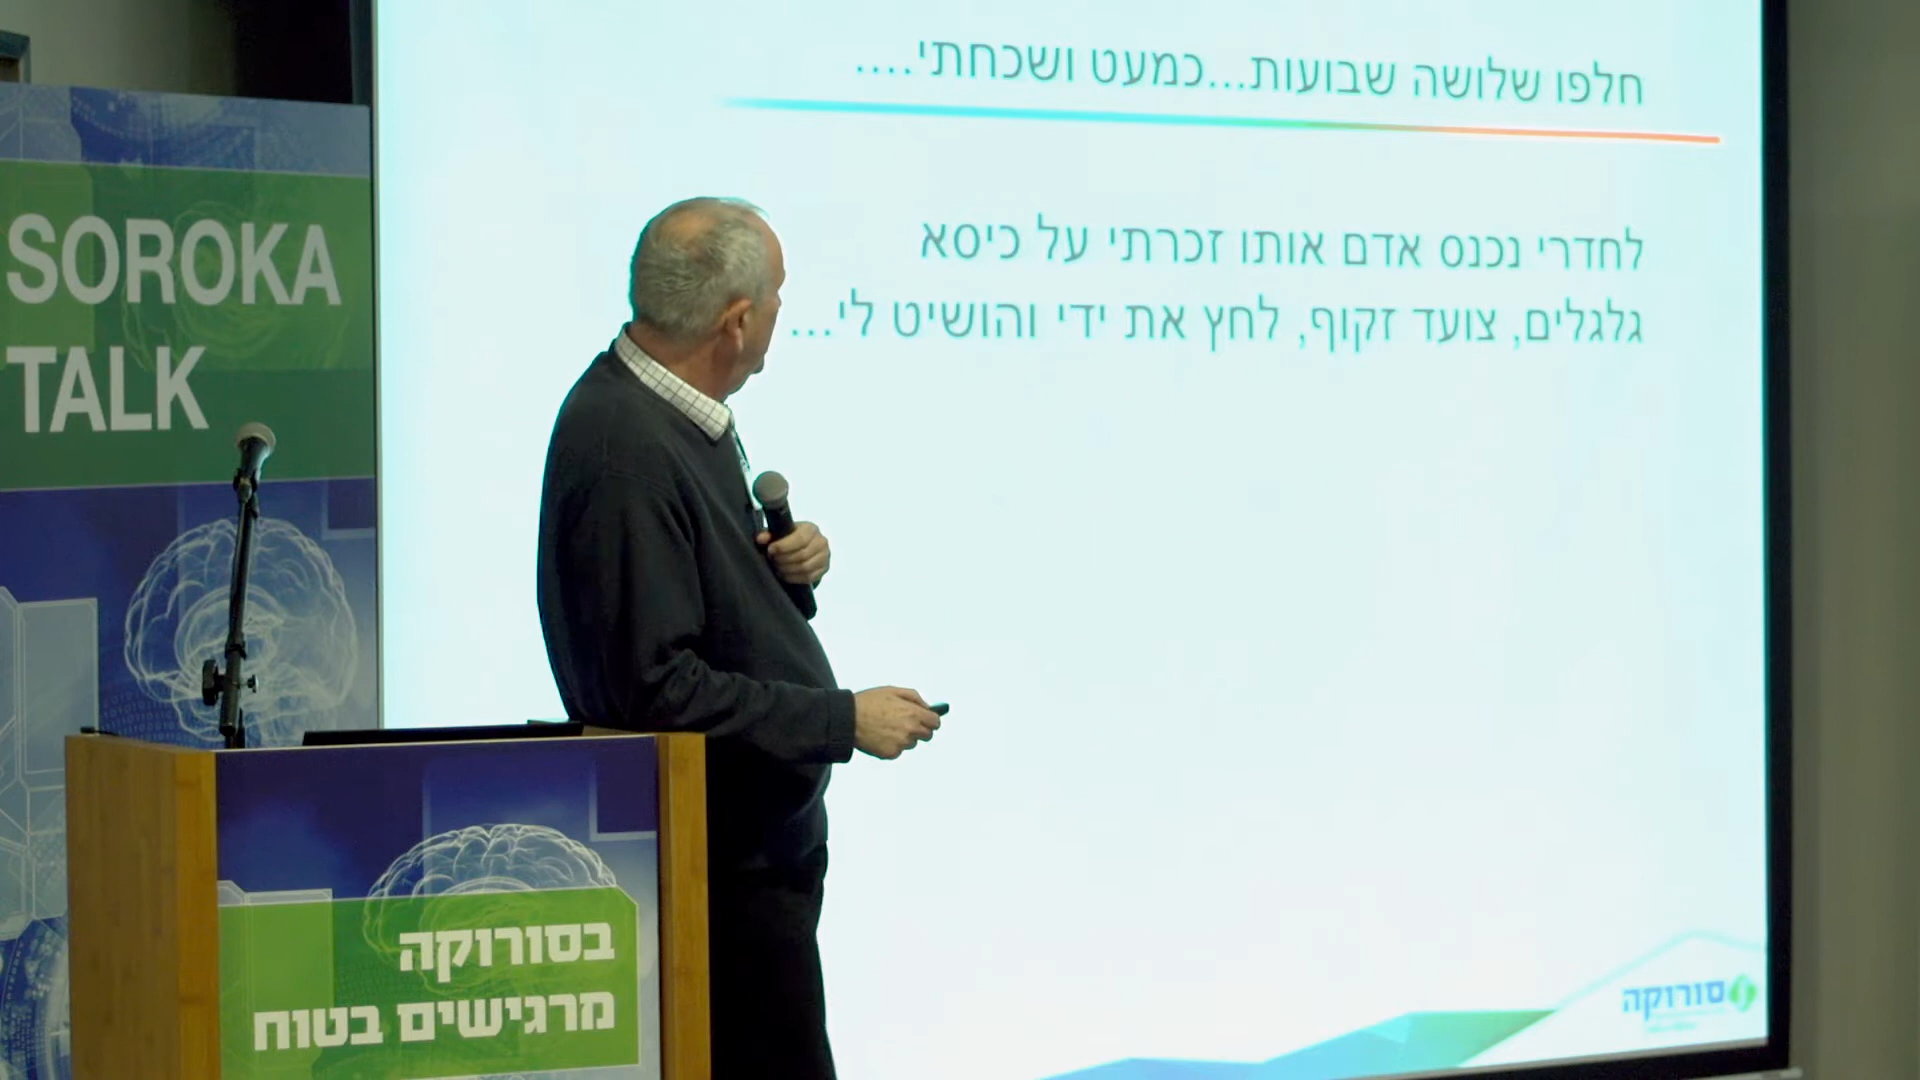 חלפו שלושה שבועות...כמעט ושכחתי....
לחדרי נכנס אדם אותו זכרתי על כיסא
גלגלים, צועד זקוף, לחץ את ידי והושיט לי...
SOROKA
TALK
בסורוקה
מרגישים בטוח
סורוקה